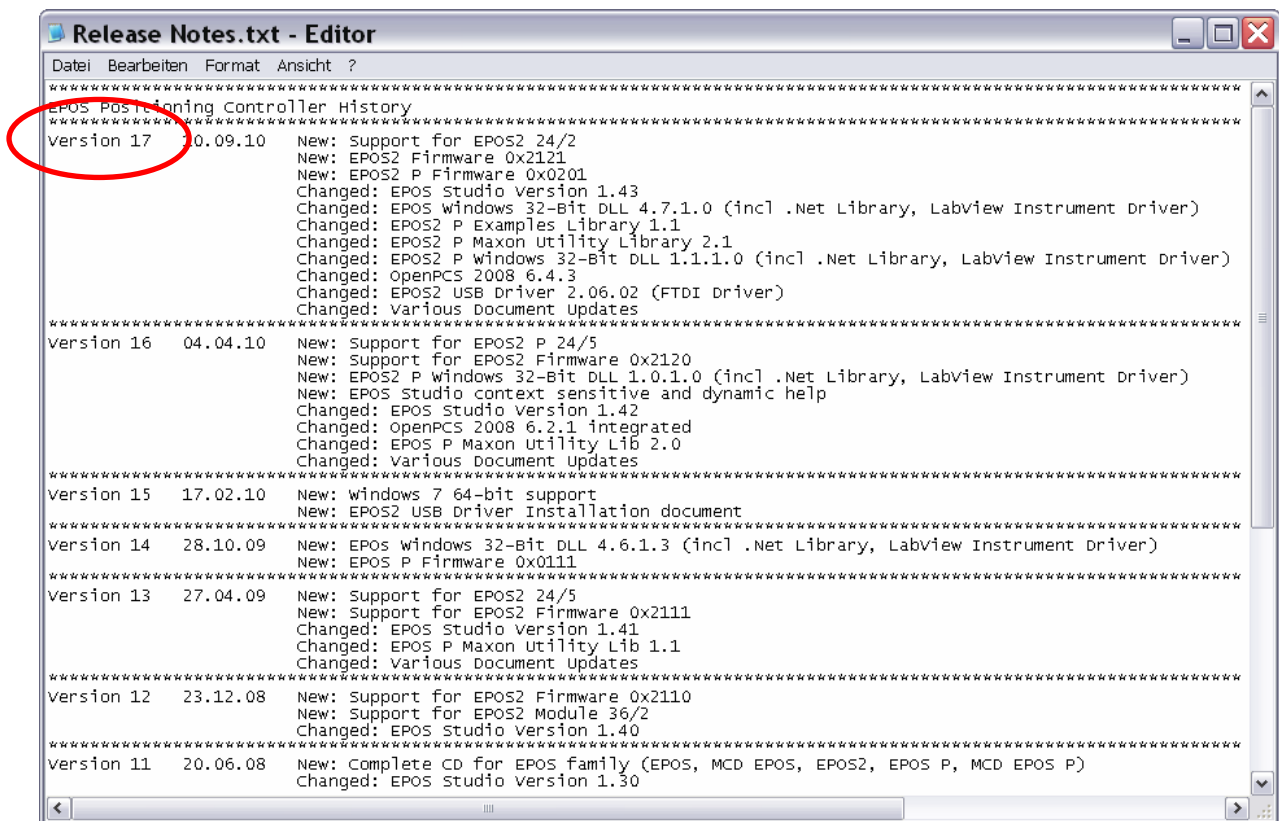 Release Notes.txt - Editor
Datei Bearbeiten Format Ansicht ?
*******************************************************************************************************************
EPOS Positioning Controller History
*******************************************************************************************************************
Version 17 10.09.10 New: Support for EPOS2 24/2
New: EPOS2 Firmware 0x2121
New: EPOS2 P Firmware 0x0201
Changed: EPOS Studio Version 1.43
Changed: EPOS Windows 32-Bit DLL 4.7.1.0 (incl .Net Library, LabView Instrument Driver)
Changed: EPOS2 P Examples Library 1.1
Changed: EPOS2 P Maxon Utility Library 2.1
Changed: EPOS2 P Windows 32-Bit DLL 1.1.1.0 (incl .Net Library, LabView Instrument Driver)
Changed: OpenPCS 2008 6.4.3
Changed: EPOS2 USB Driver 2.06.02 (FTDI Driver)
Changed: Various Document Updates
*******************************************************************************************************************
Version 16 04.04.10 New: Support for EPOS2 P 24/5
New: Support for EPOS2 Firmware 0x2120
New: EPOS2 P Windows 32-Bit DLL 1.0.1.0 (incl .Net Library, LabView Instrument Driver)
New: EPOS Studio context sensitive and dynamic help
Changed: EPOS Studio Version 1.42
Changed: OpenPCS 2008 6.2.1 integrated
Changed: EPOS P Maxon Utility Lib 2.0
Changed: Various Document Updates
*******************************************************************************************************************
Version 15 17.02.10 New: Windows 7 64-bit support
New: EPOS2 USB Driver Installation document
*******************************************************************************************************************
Version 14 28.10.09 New: EPOS Windows 32-Bit DLL 4.6.1.3 (incl .Net Library, LabView Instrument Driver)
New: EPOS P Firmware 0x0111
*******************************************************************************************************************
Version 13 27.04.09 New: Support for EPOS2 24/5
New: Support for EPOS2 Firmware 0x2111
Changed: EPOS Studio Version 1.41
Changed: EPOS P Maxon Utility Lib 1.1
Changed: Various Document Updates
*******************************************************************************************************************
Version 12 23.12.08 New: Support for EPOS2 Firmware 0x2110
New: Support for EPOS2 Module 36/2
Changed: EPOS Studio Version 1.40
*******************************************************************************************************************
Version 11 20.06.08 New: Complete CD for EPOS family (EPOS, MCD EPOS, EPOS2, EPOS P, MCD EPOS P)
Changed: EPOS Studio Version 1.30